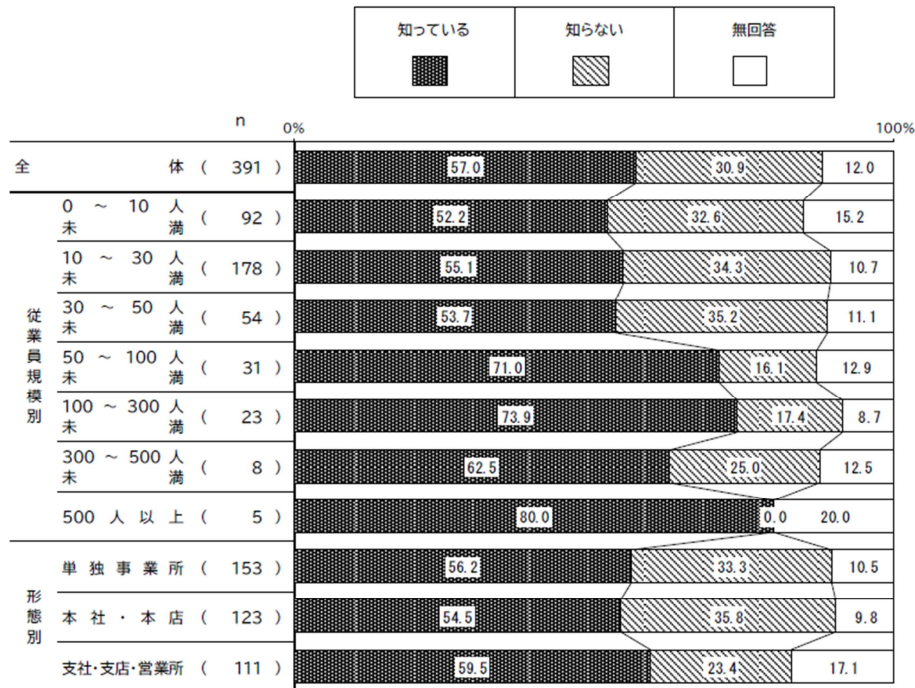 知っている 知らない 無回答
n 0% 100%
全体 ( 391 ) 57.0 30.9 12.0
従業員規模別
0 ～ 10 人
未満 ( 92 ) 52.2 32.6 15.2
10 ～ 30 人
未満 ( 178 ) 55.1 34.3 10.7
30 ～ 50 人
未満 ( 54 ) 53.7 35.2 11.1
50 ～ 100 人
未満 ( 31 ) 71.0 16.1 12.9
100 ～ 300 人
未満 ( 23 ) 73.9 17.4 8.7
300 ～ 500 人
未満 ( 8 ) 62.5 25.0 12.5
500 人以上 ( 5 ) 80.0 0.0 20.0
形態別
単独事業所 ( 153 ) 56.2 33.3 10.5
本社・本店 ( 123 ) 54.5 35.8 9.8
支社・支店・営業所 ( 111 ) 59.5 23.4 17.1